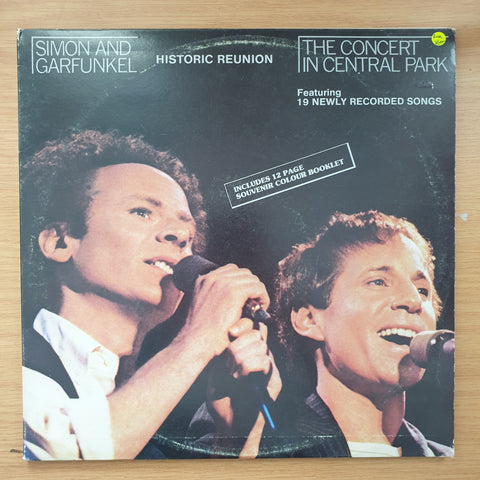 SIMON AND
GARFUNKEL
HISTORIC REUNION
THE CONCERT
IN CENTRAL PARK
Featuring
19 NEWLY RECORDED SONGS
INCLUDES 12 PAGE
SOUVENIR COLOUR BOOKLET